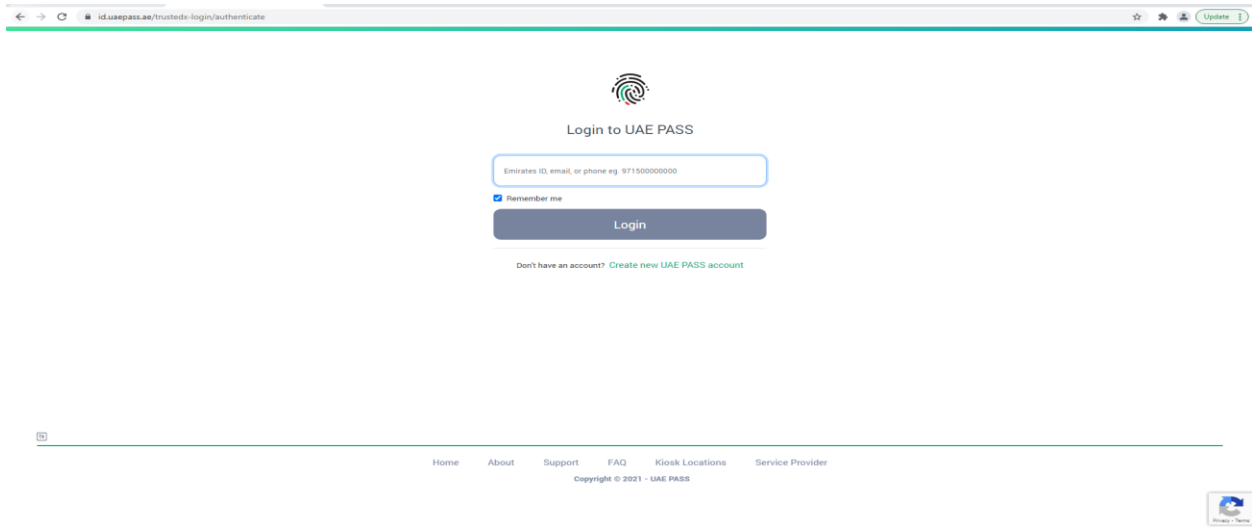 id.uaepass.ae/trustedx-login/authenticate
Update
Login to UAE PASS
Emirates ID, email, or phone eg. 971500000000
Remember me
Login
Don't have an account? Create new UAE PASS account
Home About Support FAQ Kiosk Locations Service Provider
Copyright © 2021 - UAE PASS
Privacy - Terms